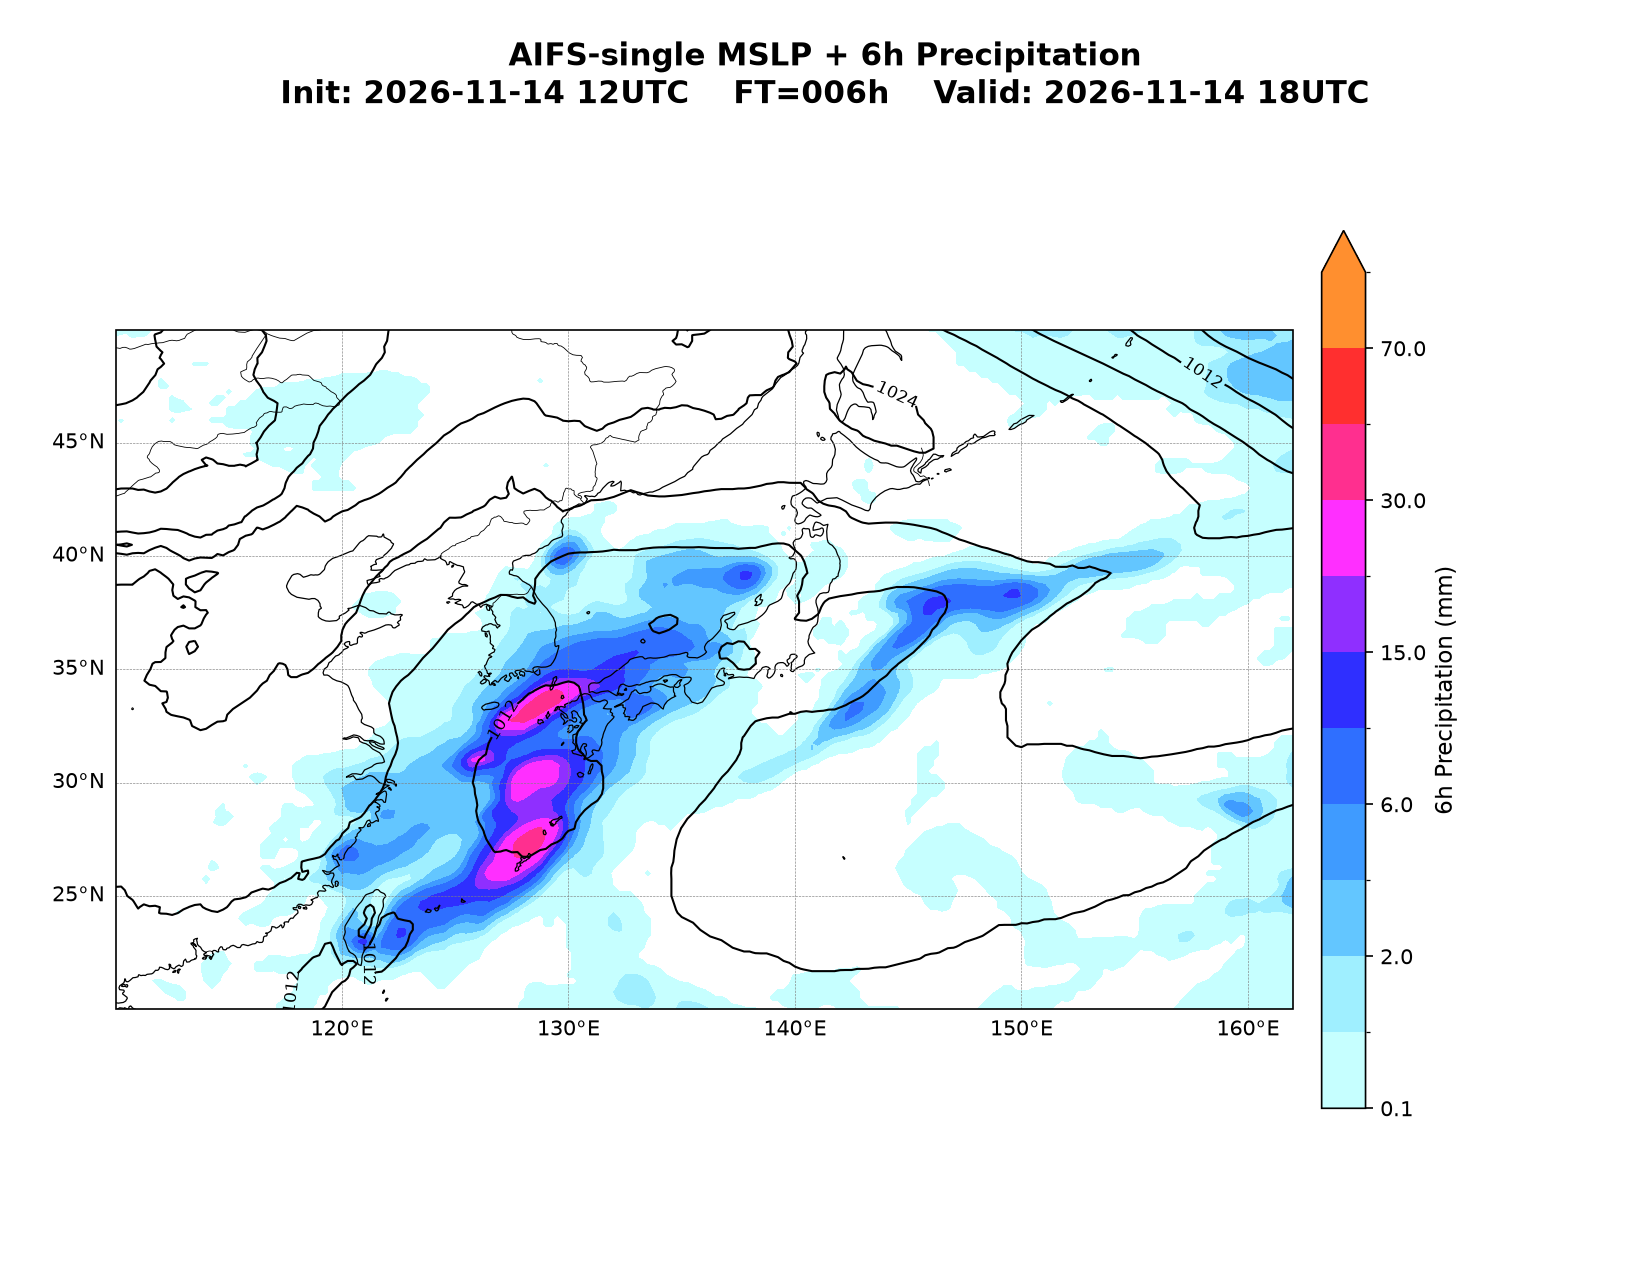 AIFS-single MSLP + 6h Precipitation
Init: 2026-11-14 12UTC    FT=006h    Valid: 2026-11-14 18UTC
1012
1024
1012
1012
1012
45°N
40°N
35°N
30°N
25°N
120°E
130°E
140°E
150°E
160°E
70.0
30.0
15.0
6.0
2.0
0.1
6h Precipitation (mm)